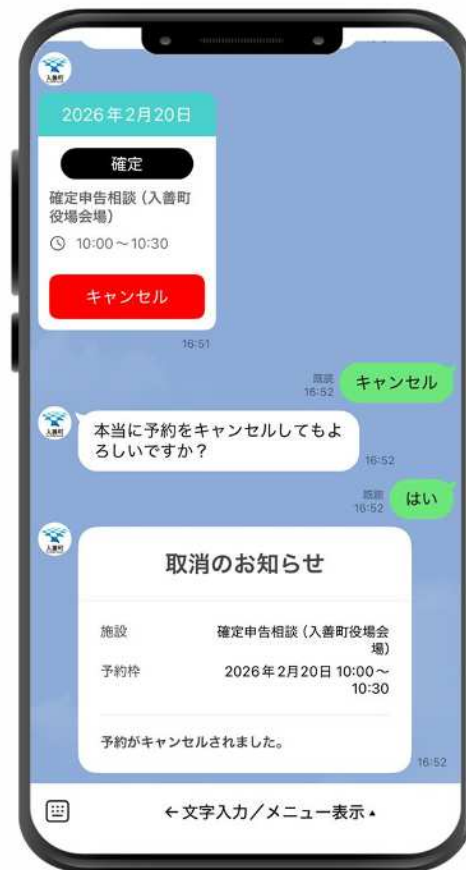 入善町
2026年2月20日
確定
確定申告相談（入善町
役場会場）
10:00～10:30
キャンセル
16:51
既読
16:52
キャンセル
入善町
本当に予約をキャンセルしてもよ
ろしいですか？
16:52
既読
16:52
はい
入善町
取消のお知らせ
施設
確定申告相談（入善町役場会
場）
予約枠
2026年2月20日 10:00～
10:30
予約がキャンセルされました。
16:52
←文字入力／メニュー表示▲